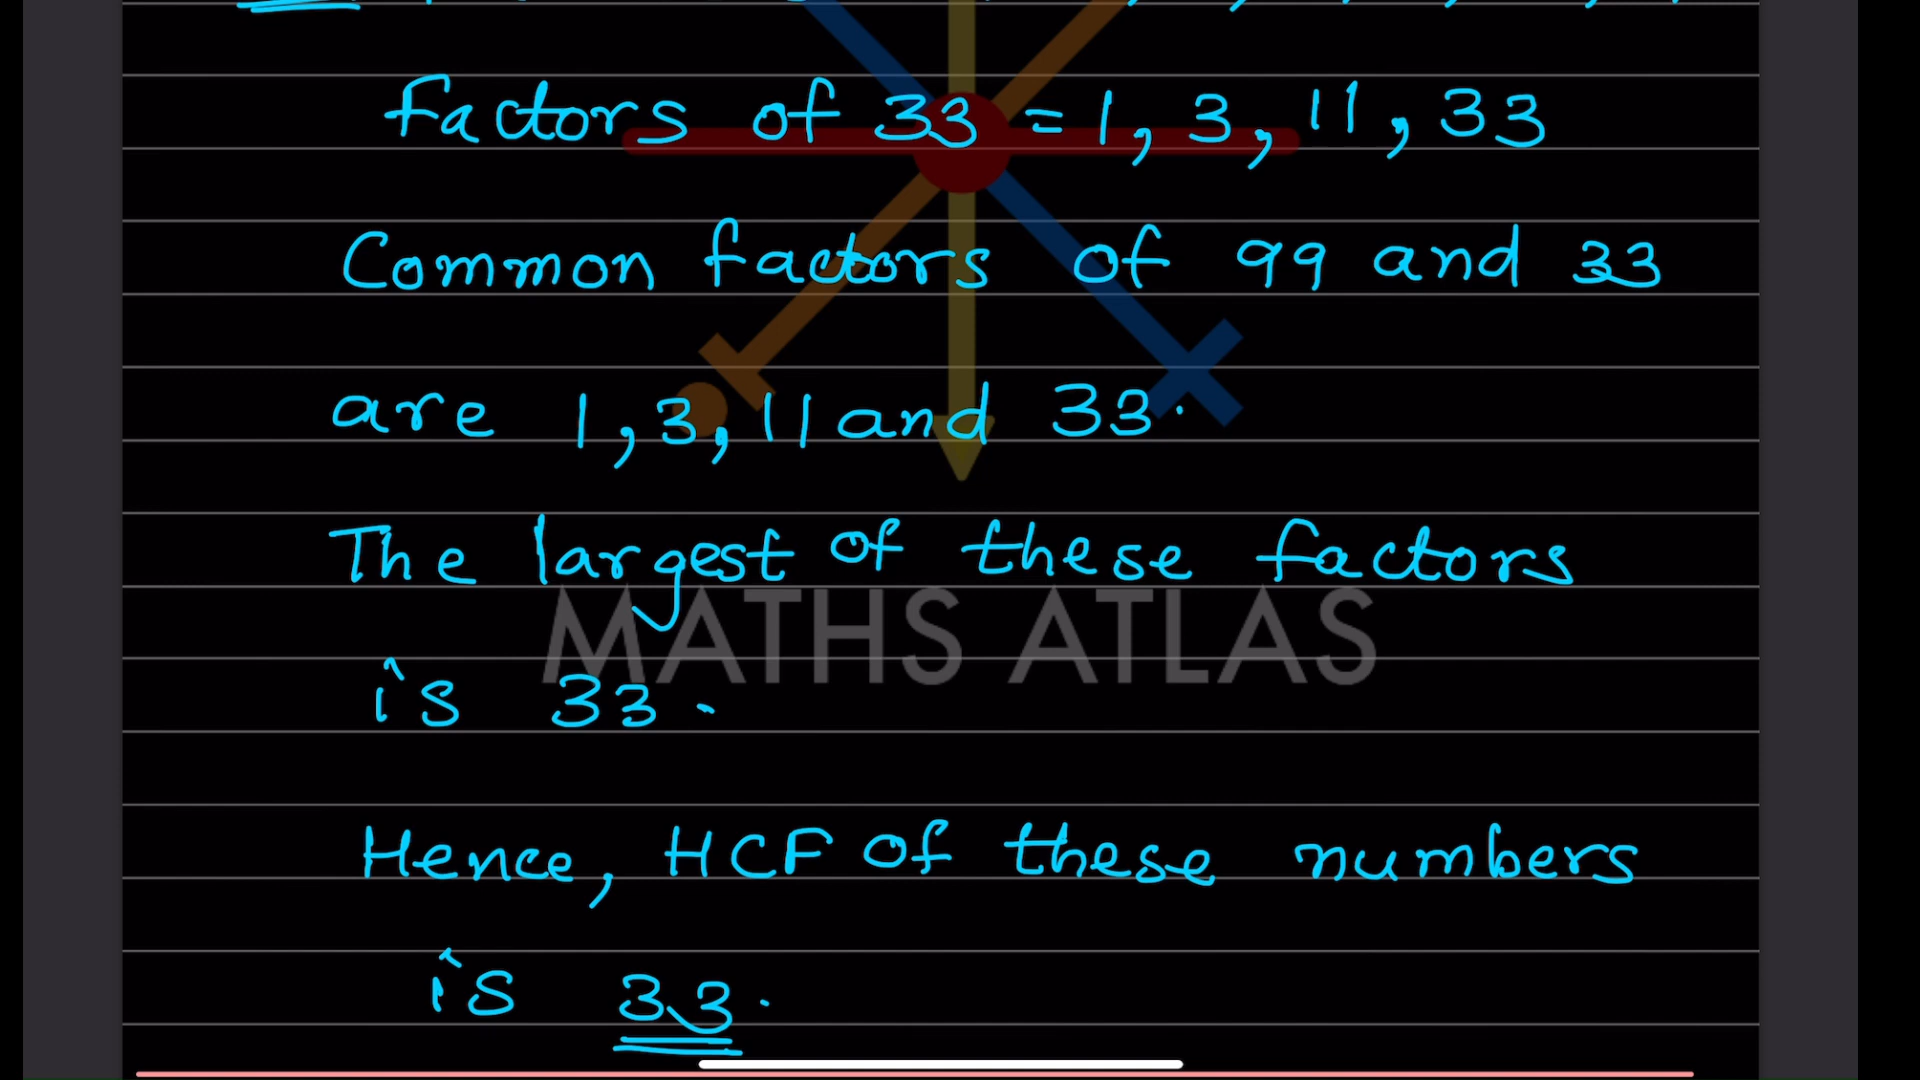 Factors of 33 = 1, 3, 11, 33
Common factors of 99 and 33
are 1, 3, 11 and 33.
The largest of these factors
MATHS ATLAS
is 33.
Hence, HCF of these numbers
is 33.